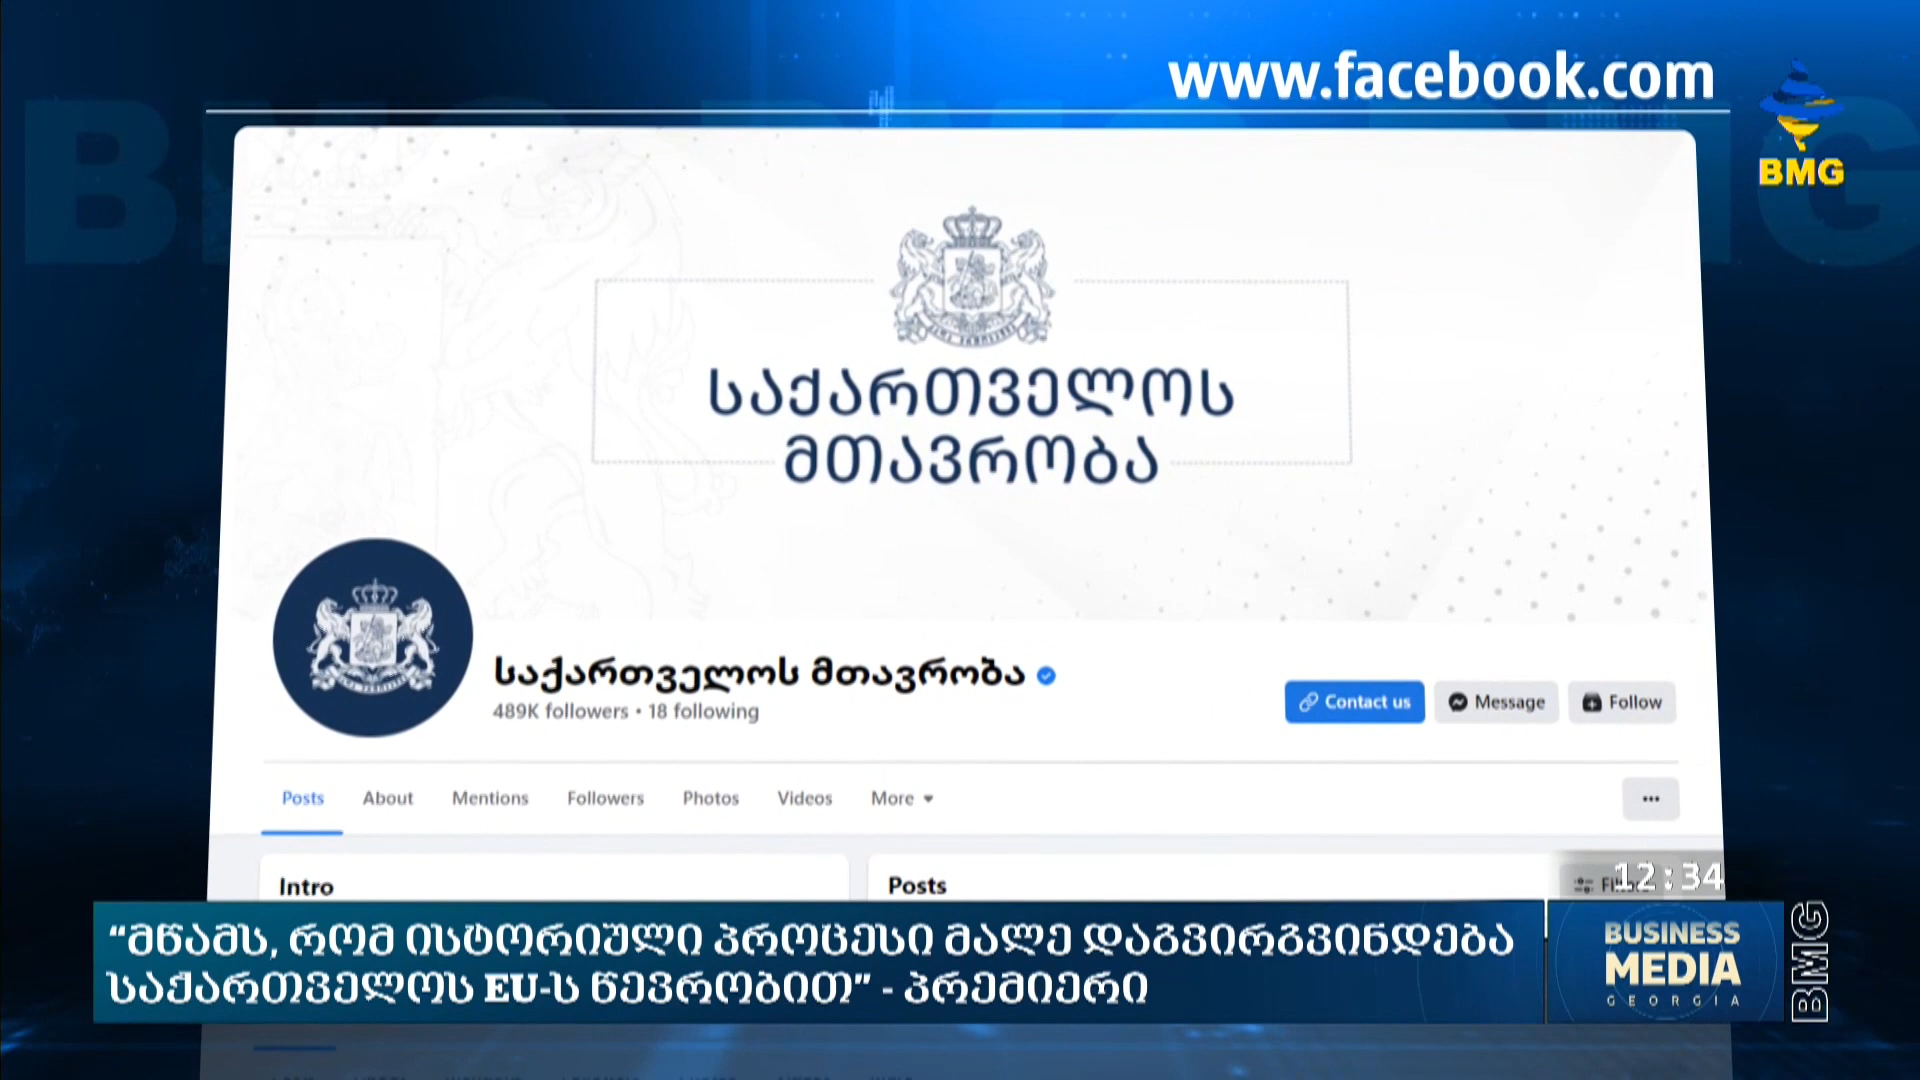 www.facebook.com
BMG
საქართველოს
მთავრობა
საქართველოს მთავრობა
489K followers • 18 following
Contact us
Message
Follow
Posts
About
Mentions
Followers
Photos
Videos
More
Intro
Posts
12:34
“მწამს, რომ ისტორიული პროცესი მალე დაგვირგვინდება
საქართველოს EU-ს წევრობით” - პრემიერი
BUSINESS
MEDIA
GEORGIA
BMG